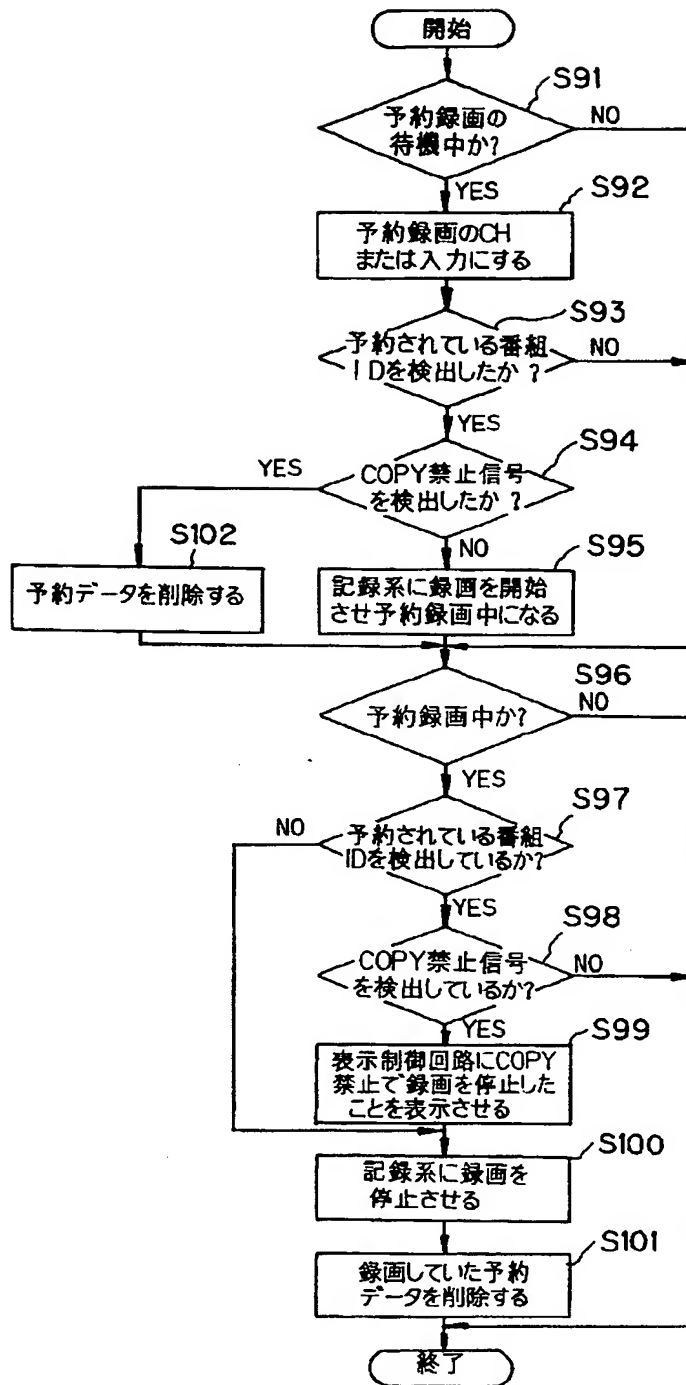 開始
S91
予約録画の
待機中か?
NO
YES
S92
予約録画のCH
または入力にする
S93
予約されている番組
IDを検出したか?
NO
YES
S94
YES
COPY禁止信号
を検出したか?
S102
NO
S95
予約データを削除する
記録系に録画を開始
させ予約録画中になる
S96
予約録画中か?
NO
YES
S97
NO
予約されている番組
IDを検出しているか?
YES
S98
COPY禁止信号
を検出しているか?
NO
YES
S99
表示制御回路にCOPY
禁止で録画を停止した
ことを表示させる
S100
記録系に録画を
停止させる
S101
録画していた予約
データを削除する
終了